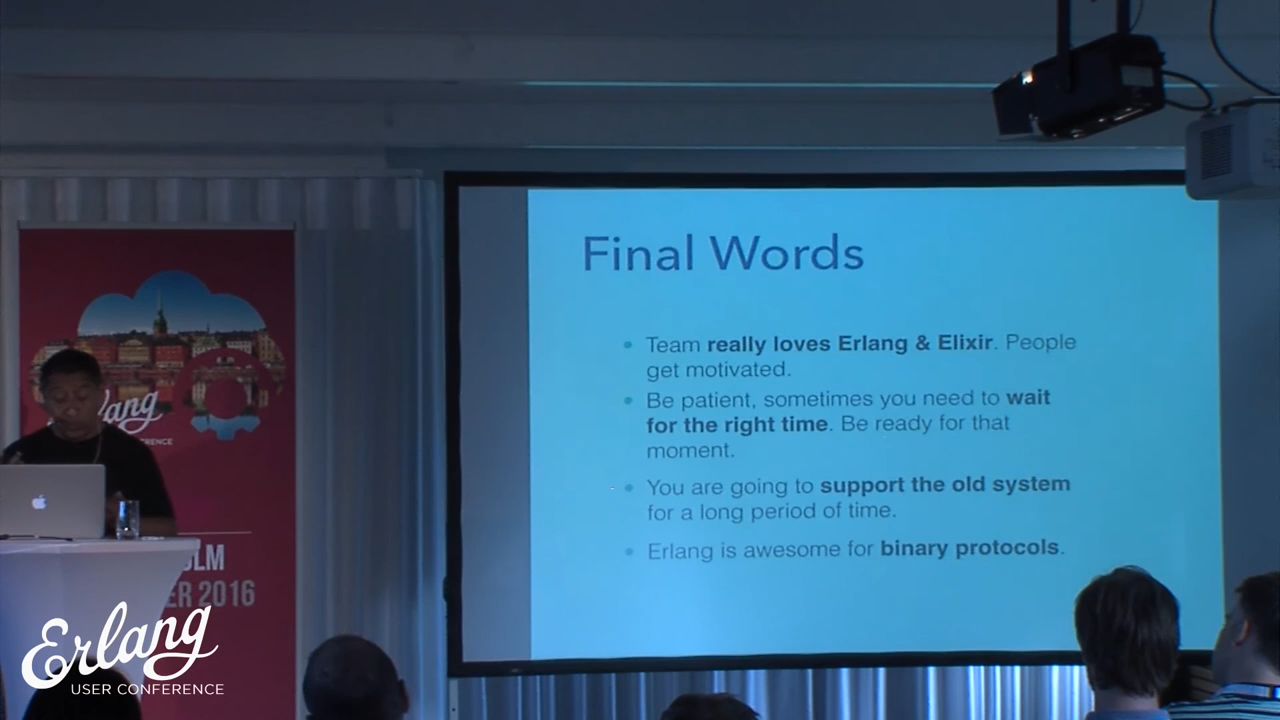 Final Words
Team really loves Erlang & Elixir. People
get motivated.
Be patient, sometimes you need to wait
for the right time. Be ready for that
moment.
You are going to support the old system
for a long period of time.
Erlang is awesome for binary protocols.
lang
ERENCE
OLM
ER 2016
Erlang
USER CONFERENCE